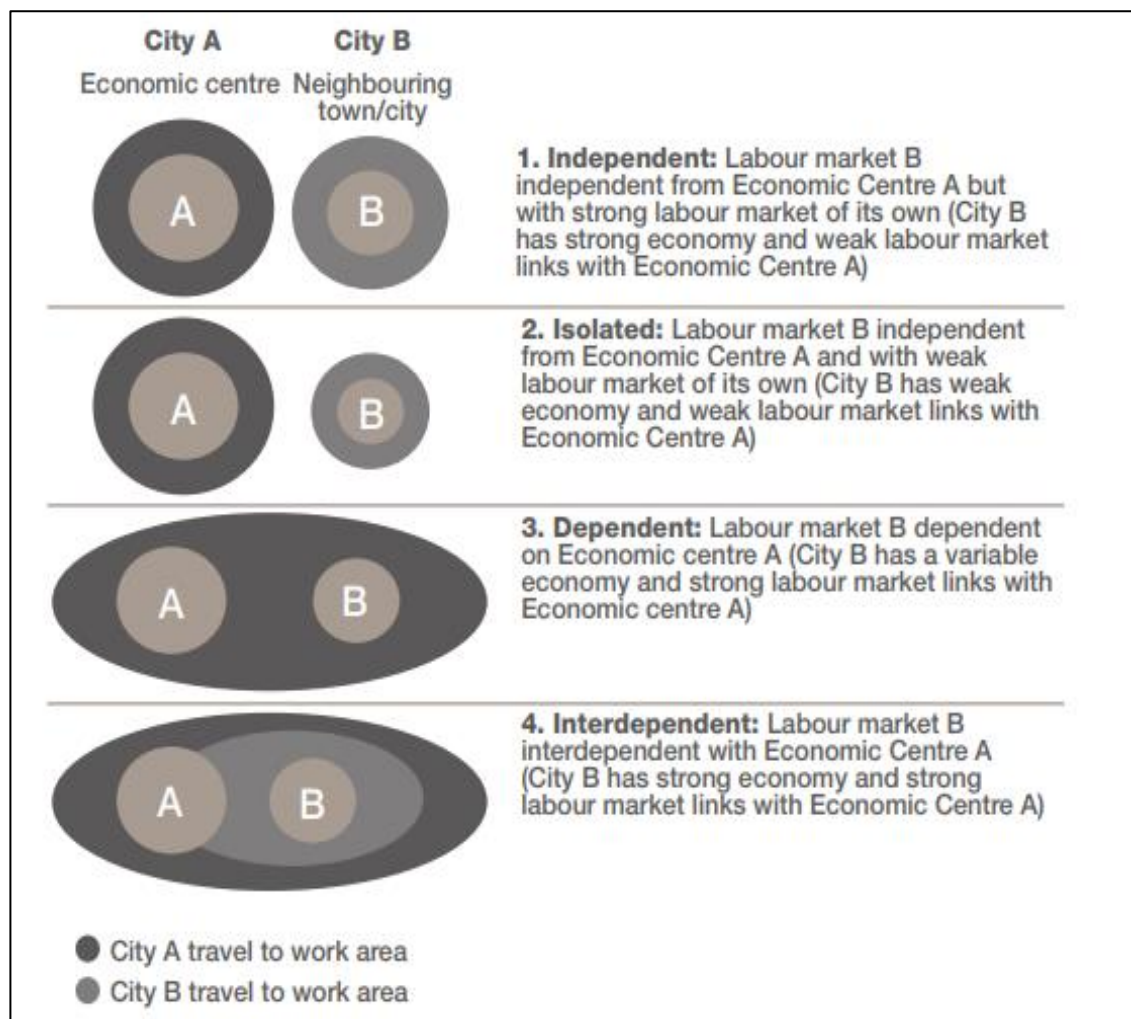 City A
City B
Economic centre
Neighbouring
town/city
A
B
1. Independent: Labour market B
independent from Economic Centre A but
with strong labour market of its own (City B
has strong economy and weak labour market
links with Economic Centre A)
A
B
2. Isolated: Labour market B independent
from Economic Centre A and with weak
labour market of its own (City B has weak
economy and weak labour market links with
Economic Centre A)
A
B
3. Dependent: Labour market B dependent
on Economic centre A (City B has a variable
economy and strong labour market links with
Economic centre A)
A
B
4. Interdependent: Labour market B
interdependent with Economic Centre A
(City B has strong economy and strong
labour market links with Economic Centre A)
City A travel to work area
City B travel to work area